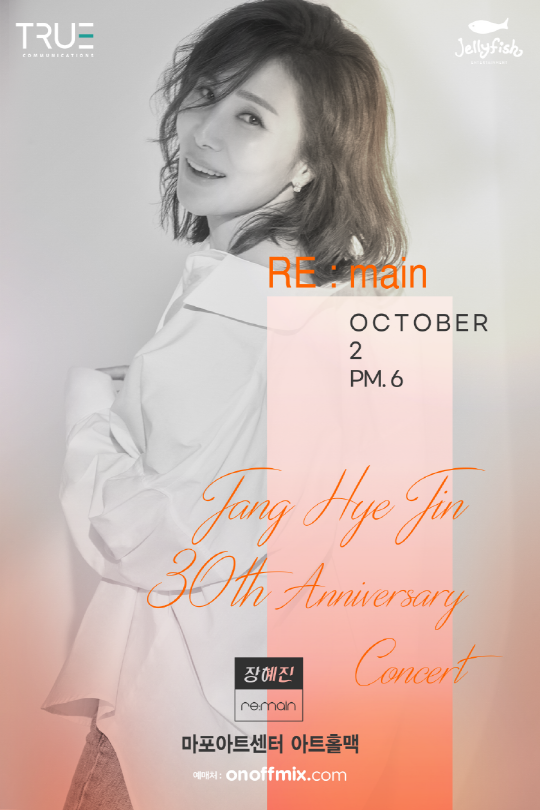 TRUE
COMMUNICATIONS
Jellyfish
RE : main
OCTOBER
2
PM. 6
Jang Hye Jin
30th Anniversary
Concert
장혜진
re:main
마포아트센터 아트홀맥
예매처 : onoffmix.com